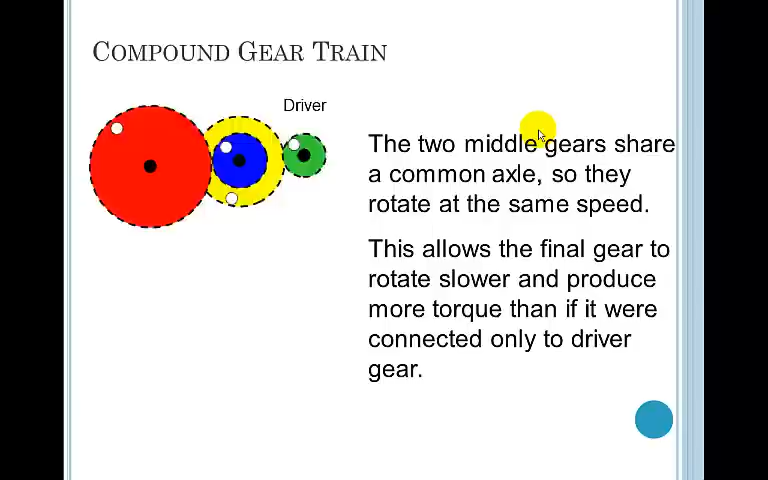 COMPOUND GEAR TRAIN
Driver
The two middle gears share
a common axle, so they
rotate at the same speed.
This allows the final gear to
rotate slower and produce
more torque than if it were
connected only to driver
gear.